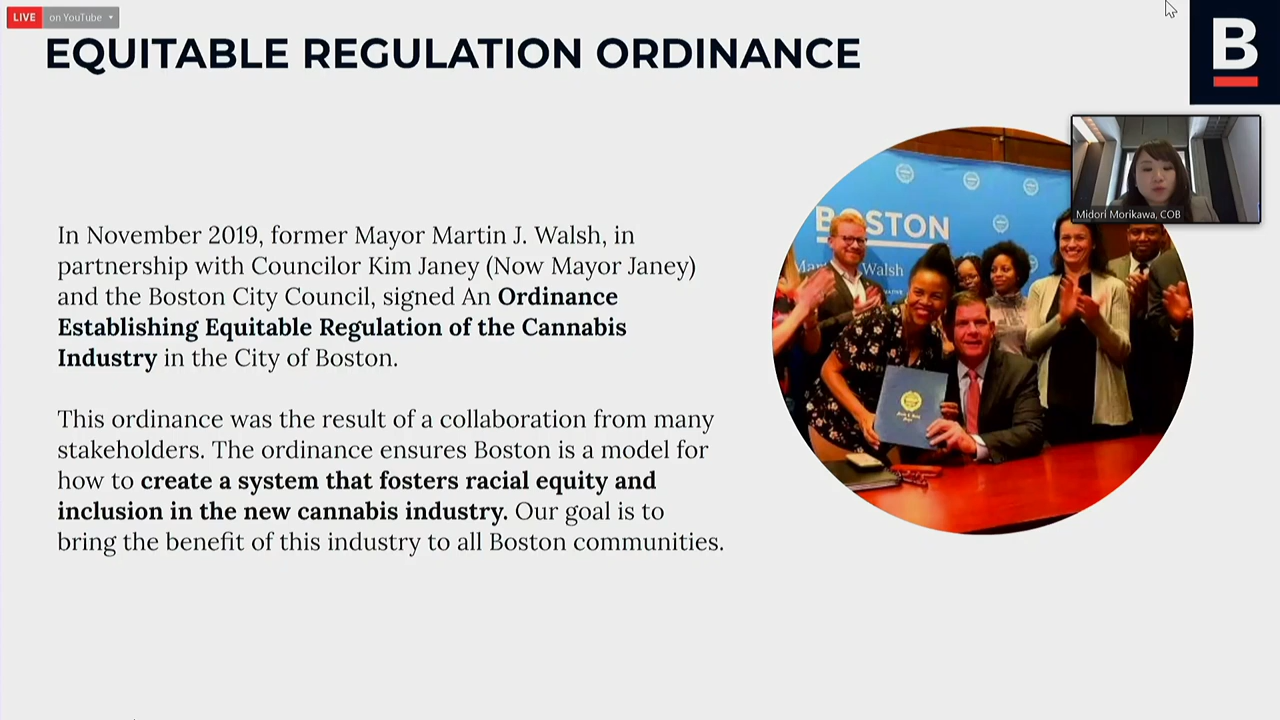 LIVE on YouTube
EQUITABLE REGULATION ORDINANCE
B
Midori Morikawa, COB
BOSTON
Walsh
In November 2019, former Mayor Martin J. Walsh, in
partnership with Councilor Kim Janey (Now Mayor Janey)
and the Boston City Council, signed An Ordinance
Establishing Equitable Regulation of the Cannabis
Industry in the City of Boston.
This ordinance was the result of a collaboration from many
stakeholders. The ordinance ensures Boston is a model for
how to create a system that fosters racial equity and
inclusion in the new cannabis industry. Our goal is to
bring the benefit of this industry to all Boston communities.